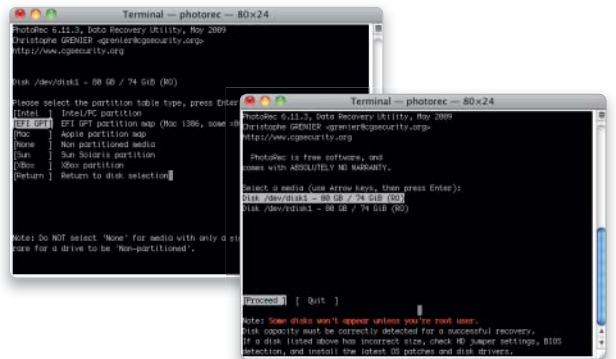 Terminal — photorec — 80×24
PhotoRec 6.11.3, Data Recovery Utility, May 2009
Christophe GRENIER <grenier@cgsecurity.org>
http://www.cgsecurity.org
Disk /dev/disk1 - 80 GB / 74 GiB (RO)
Please select the partition table type, press Enter
[Intel ] Intel/PC partition
[EFI GPT] EFI GPT partition map (Mac i386, some
[Mac ] Apple partition map
[None ] Non partitioned media
[Sun ] Sun Solaris partition
[XBox ] XBox partition
[Return ] Return to disk selection
Note: Do NOT select 'None' for media with only a
rare for a drive to be 'Non-partitioned'.
Terminal — photorec — 80×24
PhotoRec 6.11.3, Data Recovery Utility, May 2009
Christophe GRENIER <grenier@cgsecurity.org>
http://www.cgsecurity.org
PhotoRec is free software, and
comes with ABSOLUTELY NO WARRANTY.
Select a media (use Arrow keys, then press Enter):
Disk /dev/disk1 - 80 GB / 74 GiB (RO)
Disk /dev/rdisk1 - 80 GB / 74 GiB (RO)
[Proceed ] [ Quit ]
Note: Some disks won't appear unless you're root user.
Disk capacity must be correctly detected for a successful recovery.
If a disk listed above has incorrect size, check HD jumper settings, BIOS
detection, and install the latest OS patches and disk drivers.